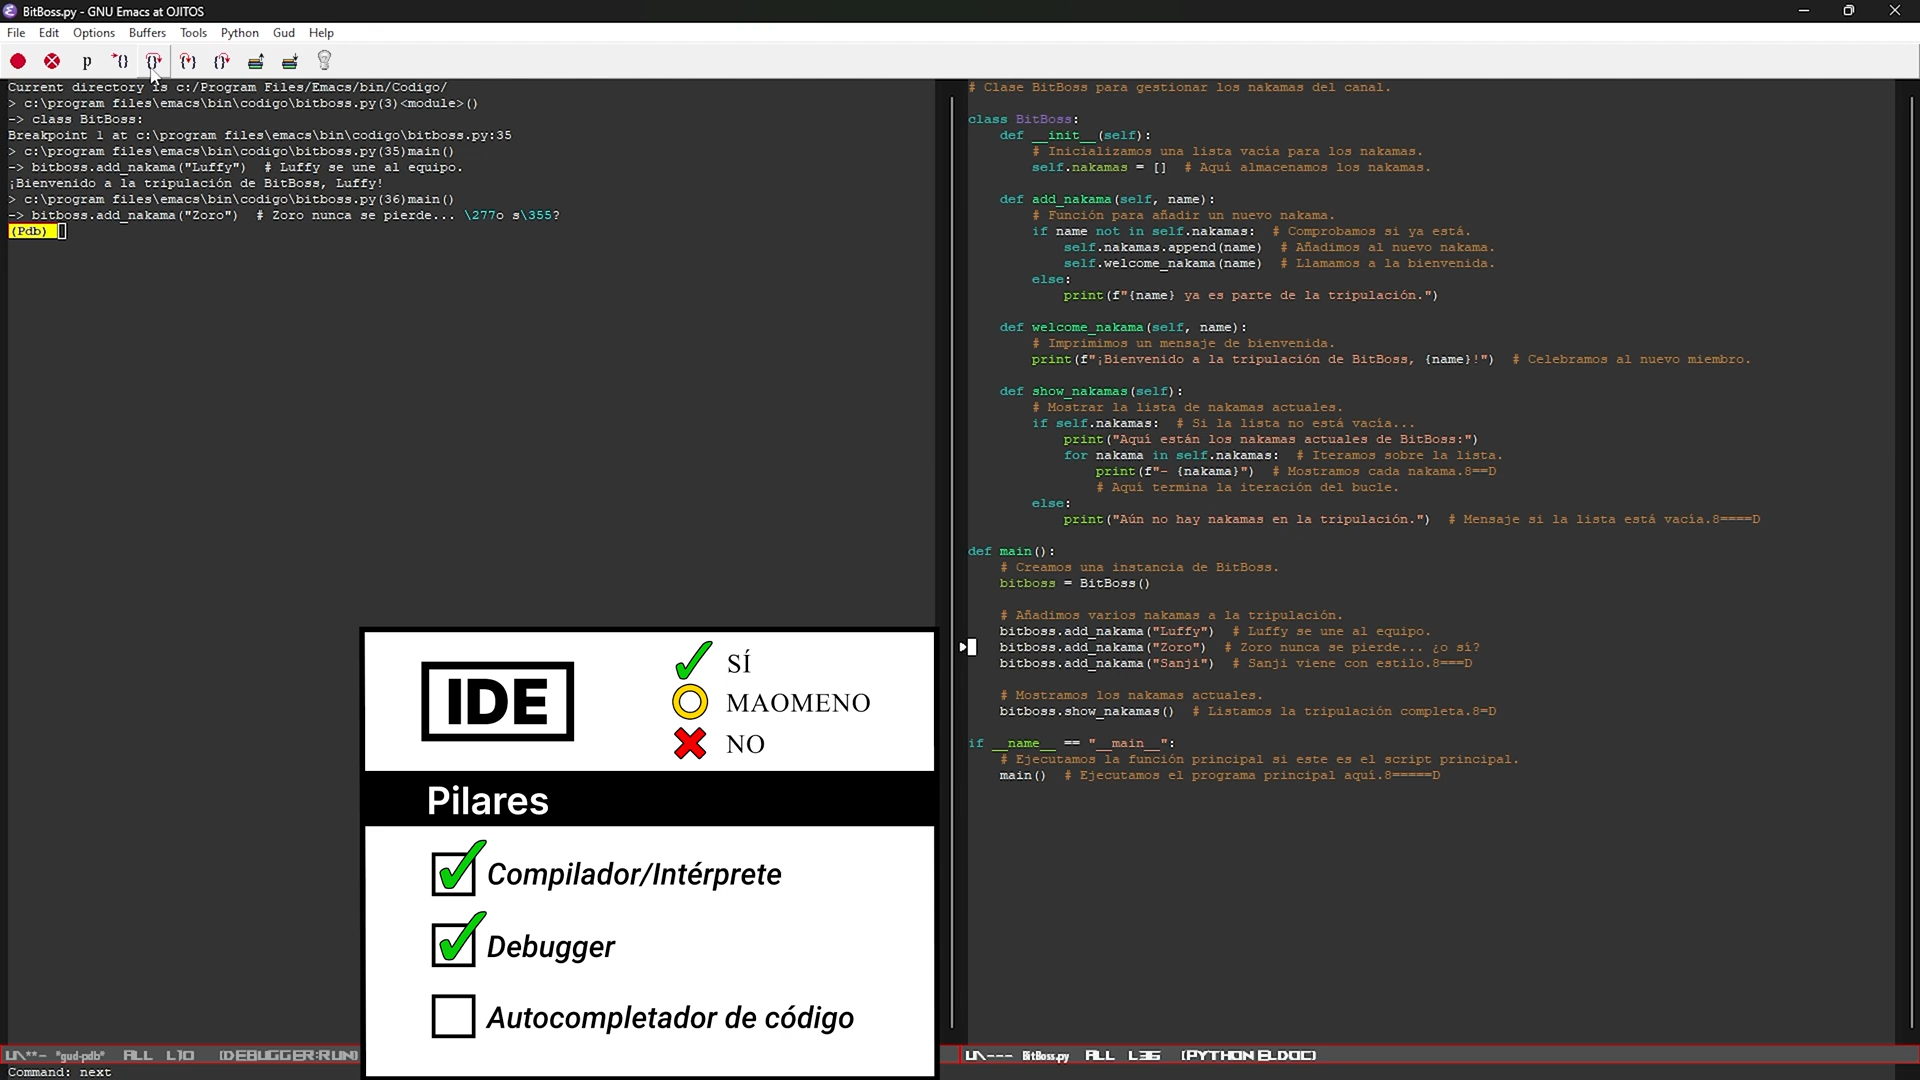 BitBoss.py - GNU Emacs at OJITOS
File Edit Options Buffers Tools Python Gud Help
p
Current directory is c:/Program Files/Emacs/bin/Codigo/
> c:\program files\emacs\bin\codigo\bitboss.py(3)<module>()
-> class BitBoss:
Breakpoint 1 at c:\program files\emacs\bin\codigo\bitboss.py:35
> c:\program files\emacs\bin\codigo\bitboss.py(35)main()
-> bitboss.add_nakama("Luffy")  # Luffy se une al equipo.
¡Bienvenido a la tripulación de BitBoss, Luffy!
> c:\program files\emacs\bin\codigo\bitboss.py(36)main()
-> bitboss.add_nakama("Zoro")  # Zoro nunca se pierde... \277o s\355?
(Pdb)
# Clase BitBoss para gestionar los nakamas del canal.
class BitBoss:
def __init__(self):
# Inicializamos una lista vacía para los nakamas.
self.nakamas = []  # Aquí almacenamos los nakamas.
def add_nakama(self, name):
# Función para añadir un nuevo nakama.
if name not in self.nakamas:  # Comprobamos si ya está.
self.nakamas.append(name)  # Añadimos al nuevo nakama.
self.welcome_nakama(name)  # Llamamos a la bienvenida.
else:
print(f"{name} ya es parte de la tripulación.")
def welcome_nakama(self, name):
# Imprimimos un mensaje de bienvenida.
print(f"¡Bienvenido a la tripulación de BitBoss, {name}!")  # Celebramos al nuevo miembro.
def show_nakamas(self):
# Mostrar la lista de nakamas actuales.
if self.nakamas:  # Si la lista no está vacía...
print("Aquí están los nakamas actuales de BitBoss:")
for nakama in self.nakamas:  # Iteramos sobre la lista.
print(f"- {nakama}")  # Mostramos cada nakama.8==D
# Aquí termina la iteración del bucle.
else:
print("Aún no hay nakamas en la tripulación.")  # Mensaje si la lista está vacía.8====D
def main():
# Creamos una instancia de BitBoss.
bitboss = BitBoss()
# Añadimos varios nakamas a la tripulación.
bitboss.add_nakama("Luffy")  # Luffy se une al equipo.
bitboss.add_nakama("Zoro")  # Zoro nunca se pierde... ¿o sí?
bitboss.add_nakama("Sanji")  # Sanji viene con estilo.8===D
# Mostramos los nakamas actuales.
bitboss.show_nakamas()  # Listamos la tripulación completa.8=D
if __name__ == "__main__":
# Ejecutamos la función principal si este es el script principal.
main()  # Ejecutamos el programa principal aquí.8=====D
IDE
SÍ
MAOMENO
NO
Pilares
Compilador/Intérprete
Debugger
Autocompletador de código
U\**- *gud-pdb* ALL L10 (DEBUGGER:RUN)
U\--- BitBoss.py ALL L36 (PYTHON ELDOC)
Command: next